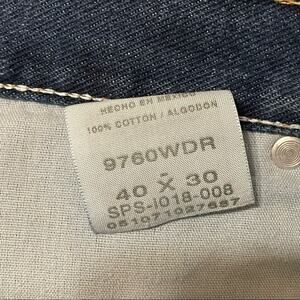 HECHO EN MEXICO
100% COTTON / ALGODON
9760WDR
40 X 30
SPS-I018-008